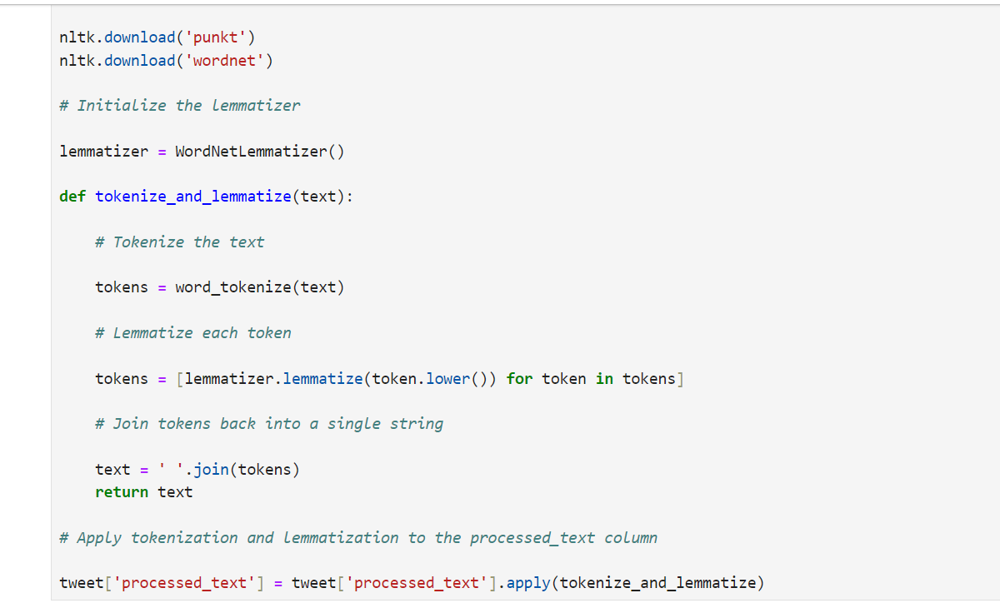 nltk.download('punkt')
nltk.download('wordnet')
# Initialize the lemmatizer
lemmatizer = WordNetLemmatizer()
def tokenize_and_lemmatize(text):
    # Tokenize the text
    tokens = word_tokenize(text)
    # Lemmatize each token
    tokens = [lemmatizer.lemmatize(token.lower()) for token in tokens]
    # Join tokens back into a single string
    text = ' '.join(tokens)
    return text
# Apply tokenization and lemmatization to the processed_text column
tweet['processed_text'] = tweet['processed_text'].apply(tokenize_and_lemmatize)